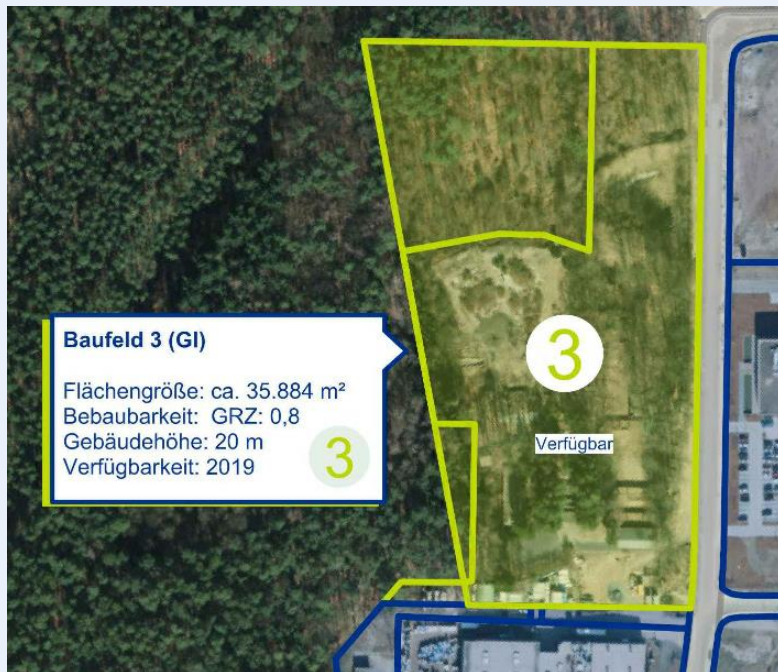 Baufeld 3 (GI)
Flächengröße: ca. 35.884 m²
Bebaubarkeit: GRZ: 0,8
Gebäudehöhe: 20 m
Verfügbarkeit: 2019
3
3
Verfügbar